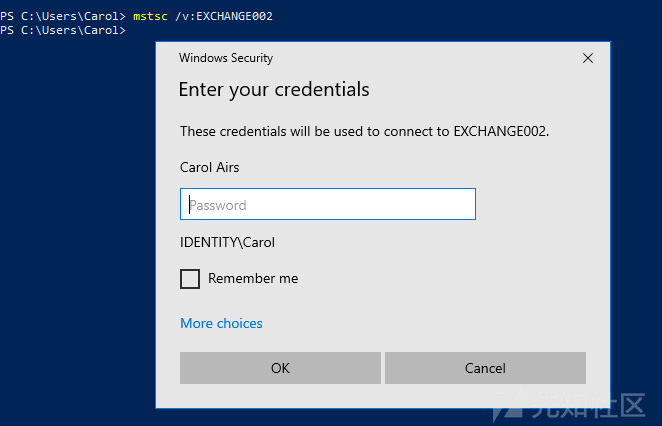 PS C:\Users\Carol> mstsc /v:EXCHANGE002
PS C:\Users\Carol>
Windows Security
Enter your credentials
These credentials will be used to connect to EXCHANGE002.
Carol Airs
Password
IDENTITY\Carol
Remember me
More choices
OK
Cancel
先知社区